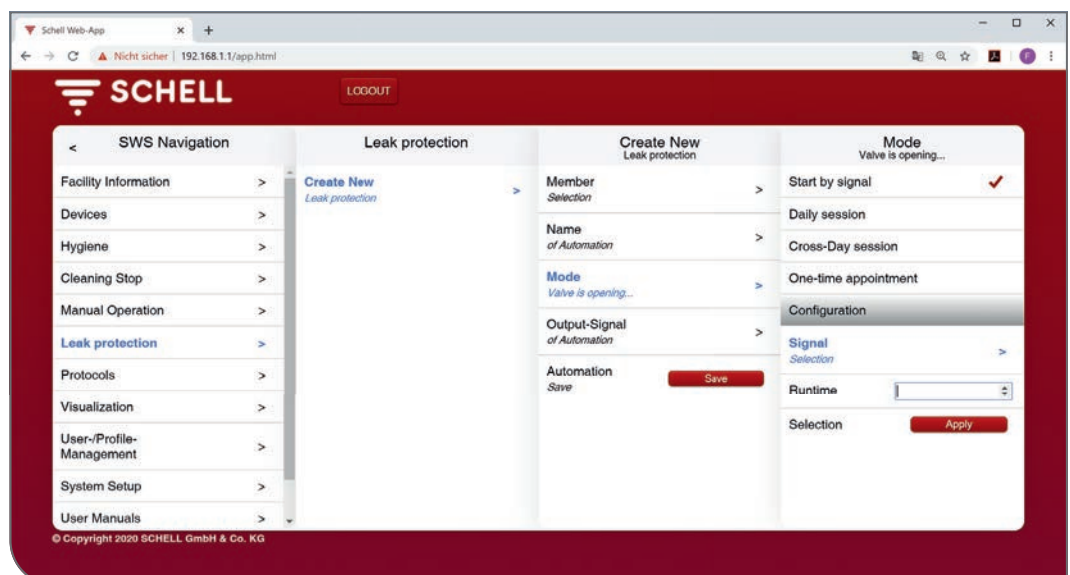 Schell Web-App
Nicht sicher | 192.168.1.1/app.html
SCHELL
LOGOUT
< SWS Navigation
Facility Information >
Devices >
Hygiene >
Cleaning Stop >
Manual Operation >
Leak protection >
Protocols >
Visualization >
User-/Profile-
Management >
System Setup >
User Manuals >
Leak protection
Create New >
Leak protection
Create New
Leak protection
Member >
Selection
Name >
of Automation
Mode >
Valve is opening...
Output-Signal >
of Automation
Automation
Save
Save
Mode
Valve is opening...
Start by signal
Daily session
Cross-Day session
One-time appointment
Configuration
Signal >
Selection
Runtime
Selection Apply
© Copyright 2020 SCHELL GmbH & Co. KG
F